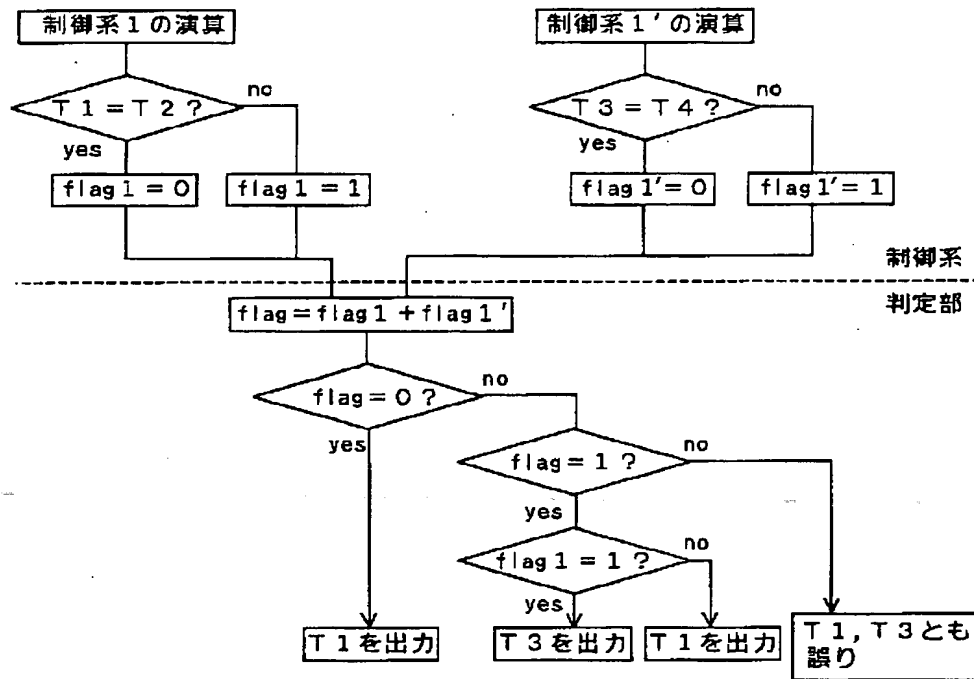 制御系1の演算
制御系1'の演算
T1=T2?
no
yes
T3=T4?
no
yes
flag1=0
flag1=1
flag1'=0
flag1'=1
制御系
判定部
flag=flag1+flag1'
flag=0?
no
yes
flag=1?
no
yes
flag1=1?
no
yes
T1を出力
T3を出力
T1を出力
T1,T3とも
誤り